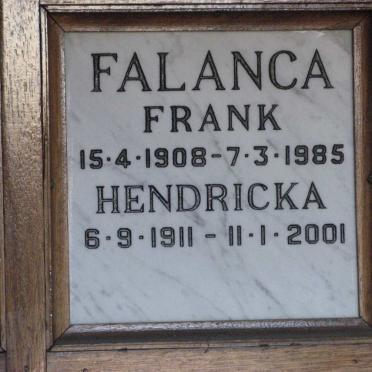 FALANCA
FRANK
15·4·1908-7·3·1985
HENDRICKA
6·9·1911 - 11·1·2001